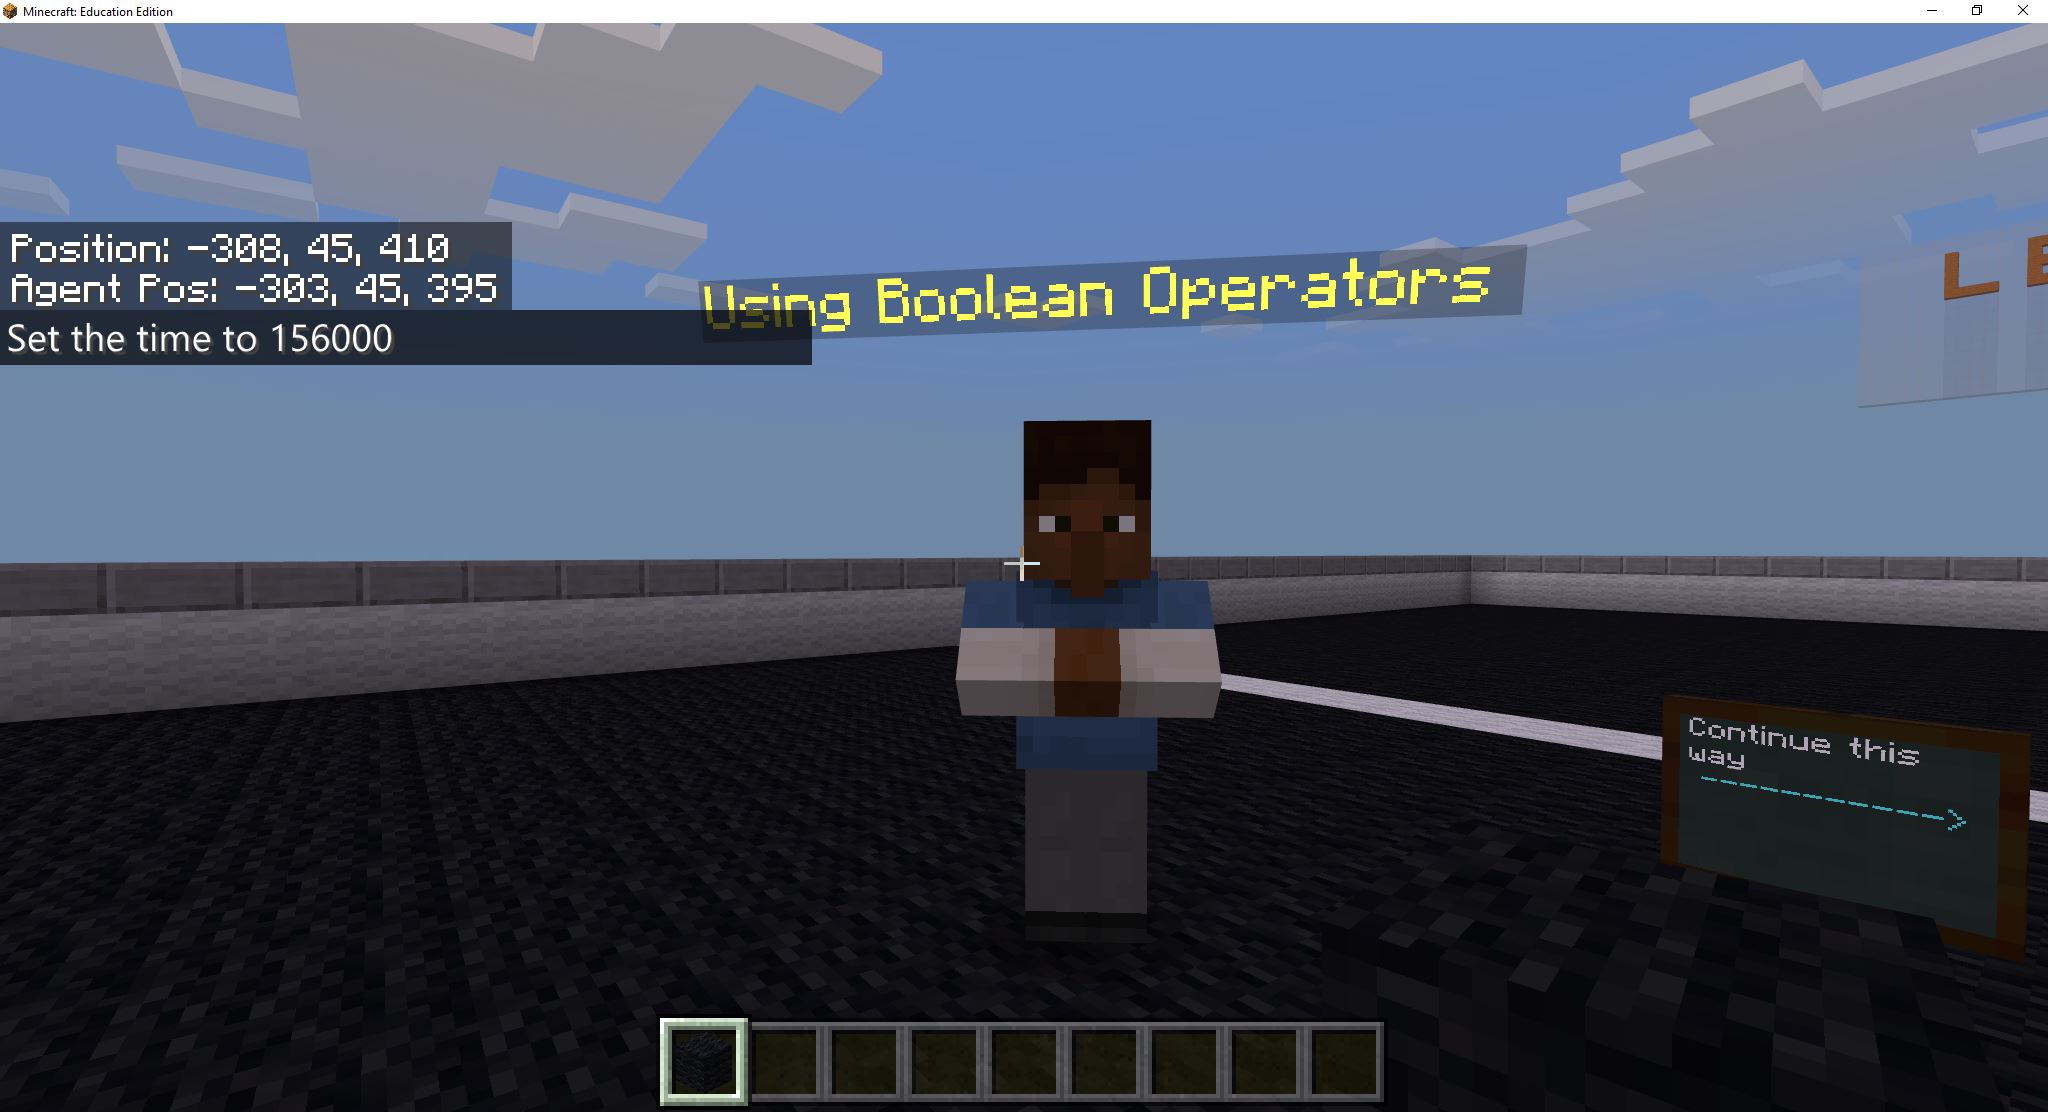 Minecraft: Education Edition
Position: -308, 45, 410
Agent Pos: -303, 45, 395
Set the time to 156000
Using Boolean Operators
LE
Continue this
way